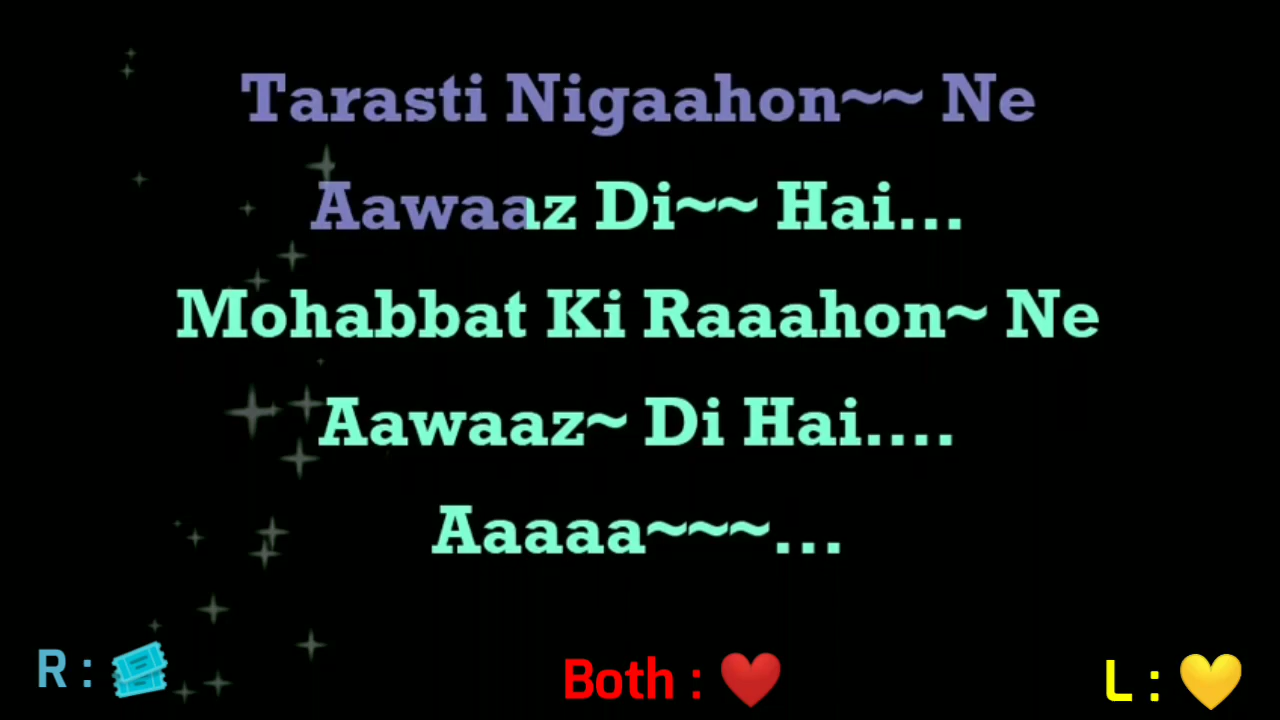 Tarasti Nigaahon~~ Ne
Aawaaz Di~~ Hai...
Mohabbat Ki Raaahon~ Ne
Aawaaz~ Di Hai....
Aaaaa~~~...
R : 🎟️ Both : ❤️ L : 💛